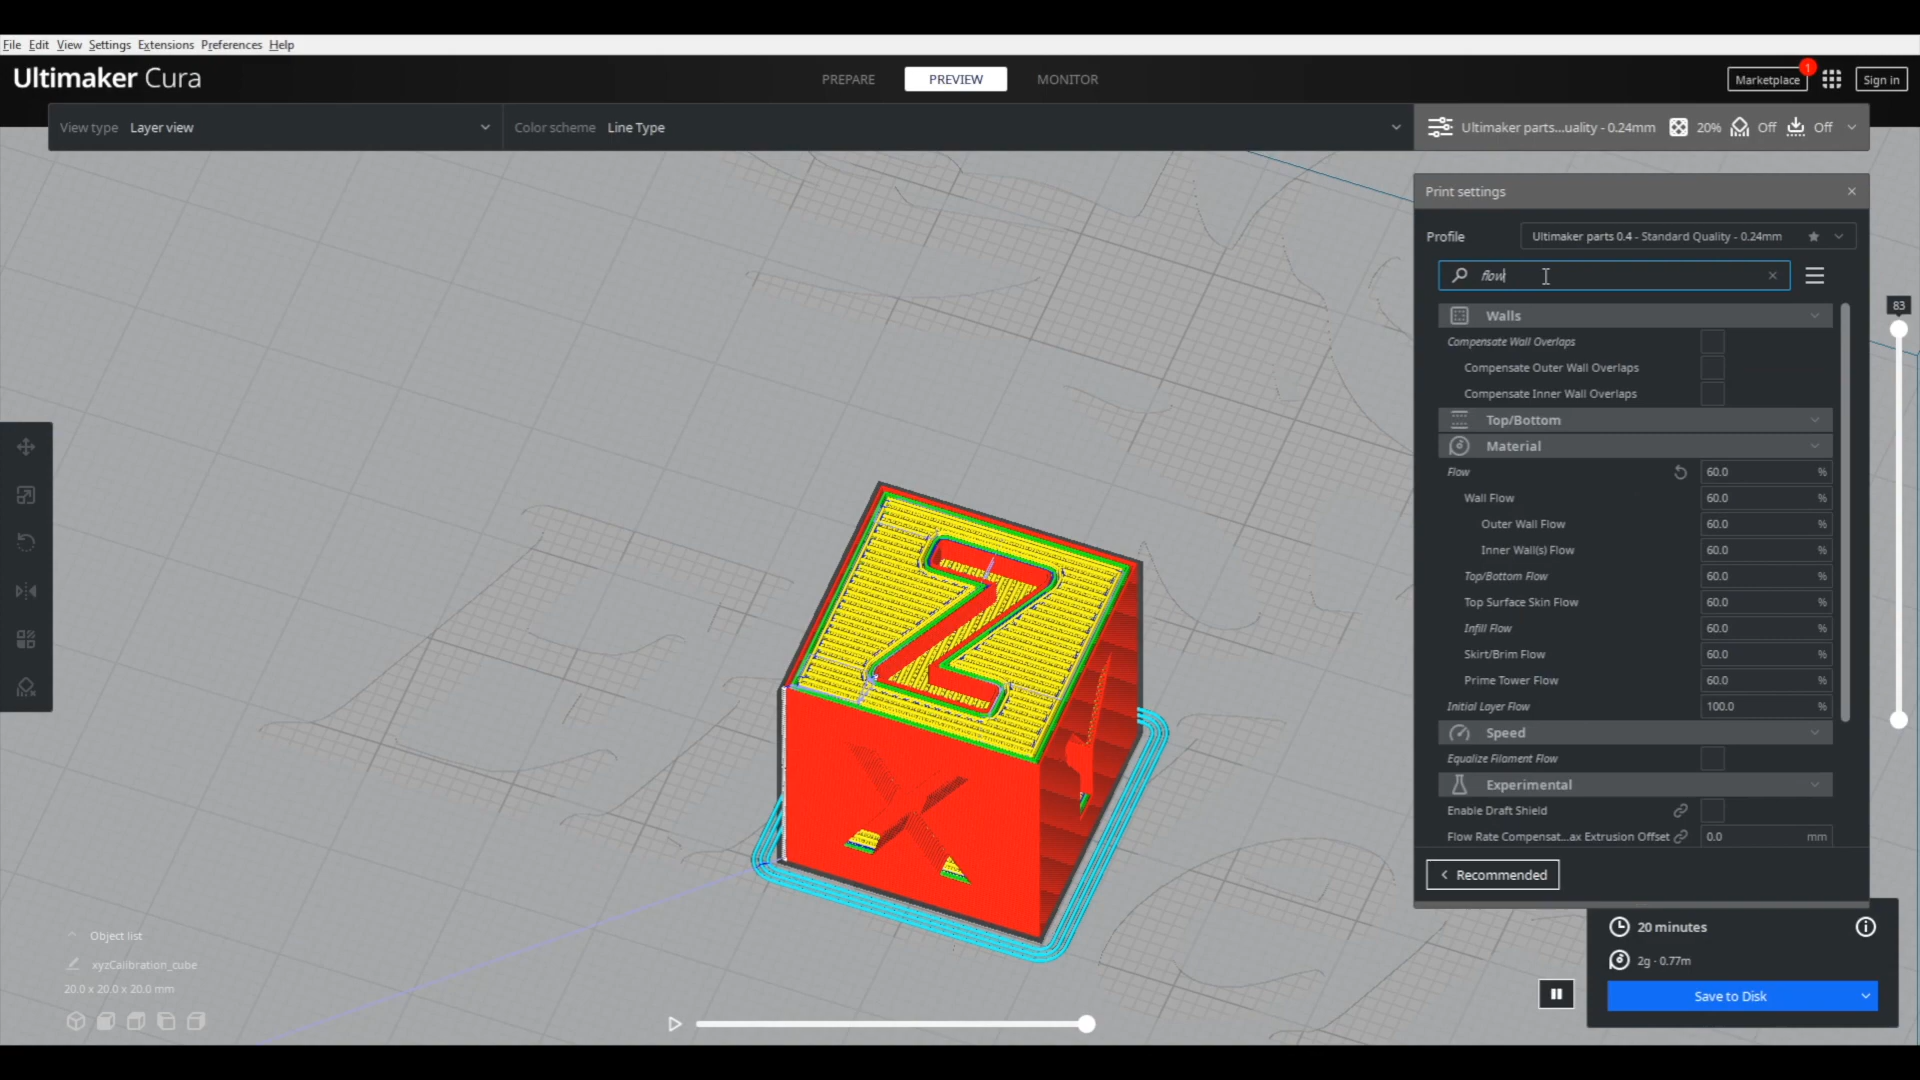 File Edit View Settings Extensions Preferences Help
Ultimaker Cura
PREPARE PREVIEW MONITOR
Marketplace 1 Sign in
View type Layer view
Color scheme Line Type
Ultimaker parts...uality - 0.24mm 20% Off Off
Print settings
Profile Ultimaker parts 0.4 - Standard Quality - 0.24mm
flow
Walls
Compensate Wall Overlaps
Compensate Outer Wall Overlaps
Compensate Inner Wall Overlaps
Top/Bottom
Material
Flow 60.0 %
Wall Flow 60.0 %
Outer Wall Flow 60.0 %
Inner Wall(s) Flow 60.0 %
Top/Bottom Flow 60.0 %
Top Surface Skin Flow 60.0 %
Infill Flow 60.0 %
Skirt/Brim Flow 60.0 %
Prime Tower Flow 60.0 %
Initial Layer Flow 100.0 %
Speed
Equalize Filament Flow
Experimental
Enable Draft Shield
Flow Rate Compensat...ax Extrusion Offset 0.0 mm
Recommended
83
Z
X
Object list
xyzCalibration_cube
20.0 x 20.0 x 20.0 mm
20 minutes
2g · 0.77m
Save to Disk